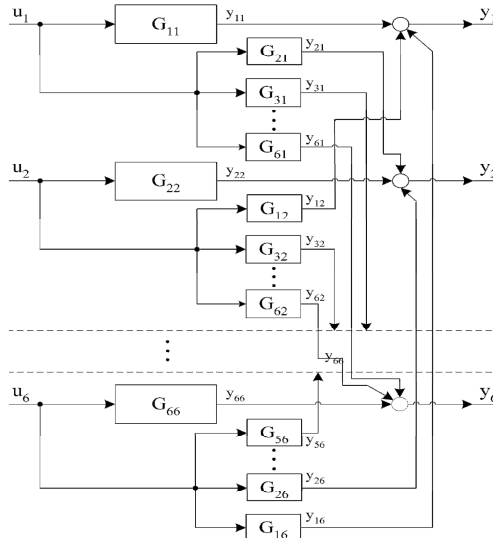 u1 G11 y11 y1
G21 y21
G31 y31
G61 y61
u2 G22 y22 y2
G12 y12
G32 y32
G62 y62
y66
u6 G66 y66 y6
G56 y56
G26 y26
G16 y16